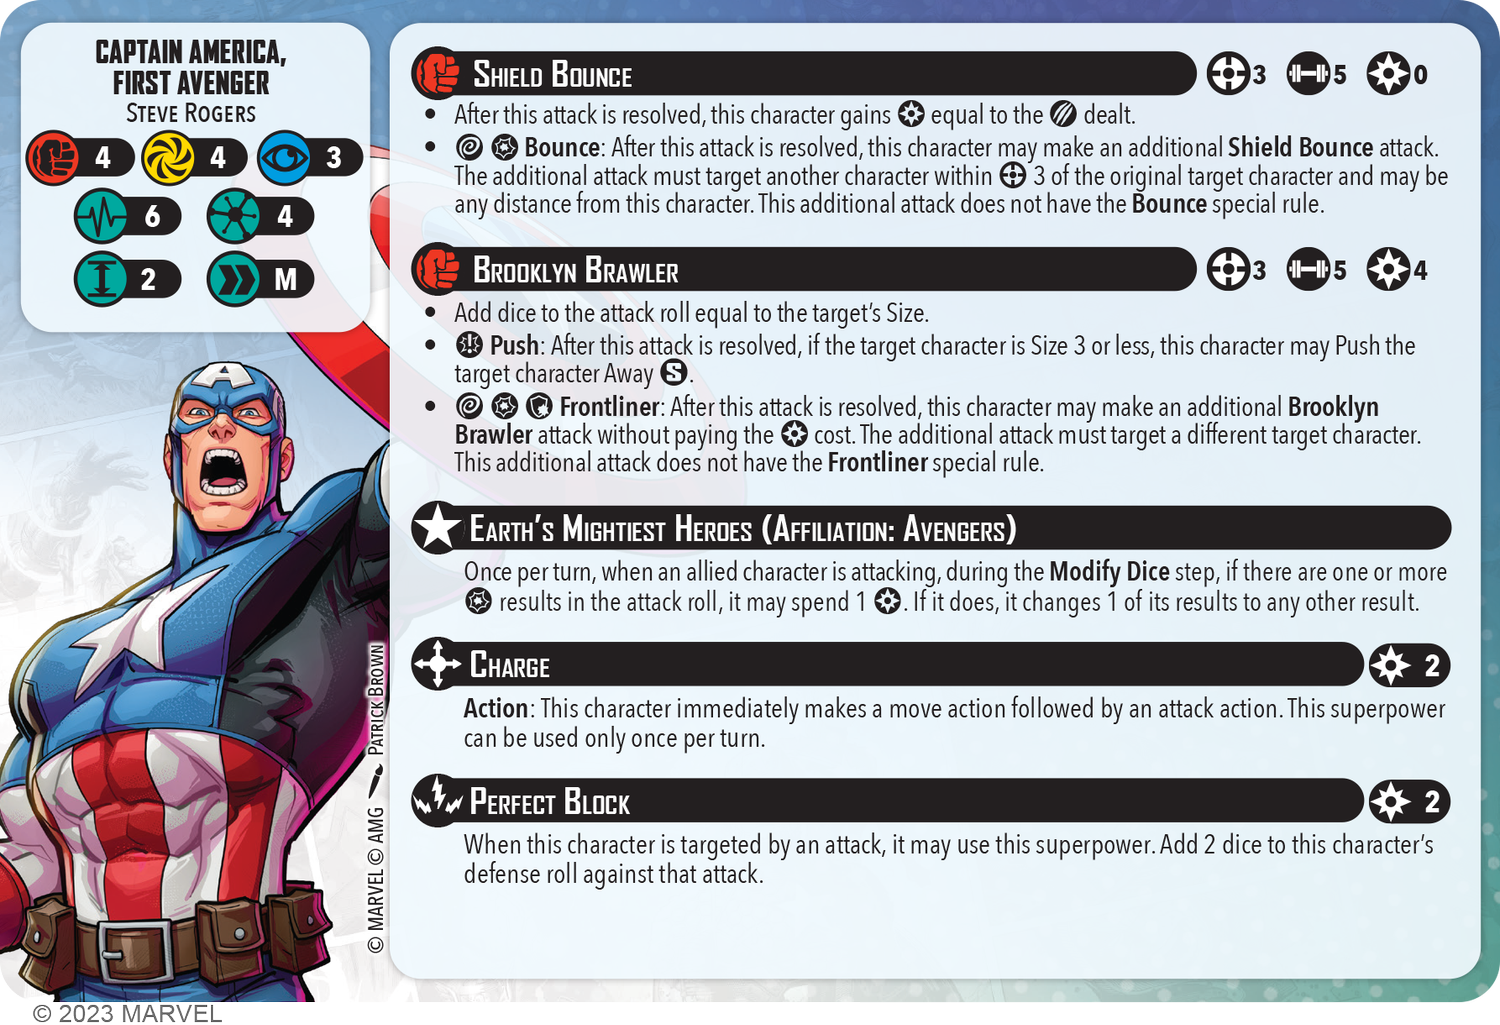 CAPTAIN AMERICA,
FIRST AVENGER
STEVE ROGERS
4 4 3
6 4
2 M
SHIELD BOUNCE 3 5 0
• After this attack is resolved, this character gains equal to the dealt.
• Bounce: After this attack is resolved, this character may make an additional Shield Bounce attack.
The additional attack must target another character within 3 of the original target character and may be
any distance from this character. This additional attack does not have the Bounce special rule.
BROOKLYN BRAWLER 3 5 4
• Add dice to the attack roll equal to the target's Size.
• Push: After this attack is resolved, if the target character is Size 3 or less, this character may Push the
target character Away S.
• Frontliner: After this attack is resolved, this character may make an additional Brooklyn
Brawler attack without paying the cost. The additional attack must target a different target character.
This additional attack does not have the Frontliner special rule.
EARTH'S MIGHTIEST HEROES (AFFILIATION: AVENGERS)
Once per turn, when an allied character is attacking, during the Modify Dice step, if there are one or more
results in the attack roll, it may spend 1 . If it does, it changes 1 of its results to any other result.
CHARGE 2
Action: This character immediately makes a move action followed by an attack action. This superpower
can be used only once per turn.
PERFECT BLOCK 2
When this character is targeted by an attack, it may use this superpower. Add 2 dice to this character's
defense roll against that attack.
© MARVEL © AMG PATRICK BROWN
© 2023 MARVEL